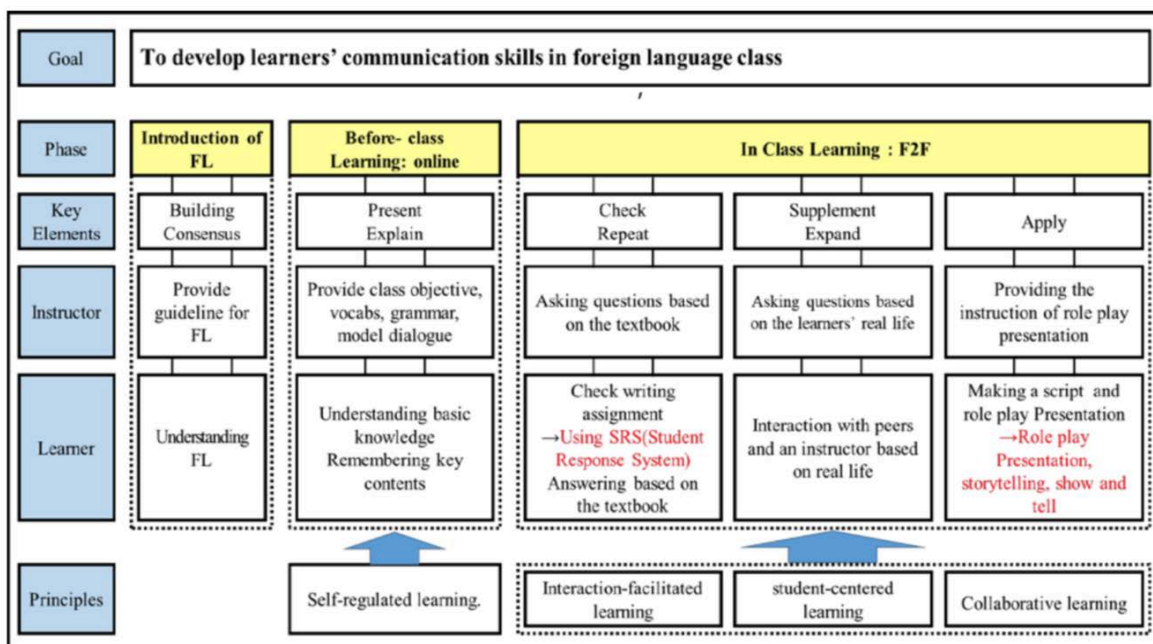 Goal
To develop learners' communication skills in foreign language class
,
Phase
Introduction of
FL
Before- class
Learning: online
In Class Learning : F2F
Key
Elements
Building
Consensus
Present
Explain
Check
Repeat
Supplement
Expand
Apply
Instructor
Provide
guideline for
FL
Provide class objective,
vocabs, grammar,
model dialogue
Asking questions based
on the textbook
Asking questions based
on the learners' real life
Providing the
instruction of role play
presentation
Learner
Understanding
FL
Understanding basic
knowledge
Remembering key
contents
Check writing
assignment
→Using SRS(Student
Response System)
Answering based on
the textbook
Interaction with peers
and an instructor based
on real life
Making a script and
role play Presentation
→Role play
Presentation,
storytelling, show and
tell
Principles
Self-regulated learning.
Interaction-facilitated
learning
student-centered
learning
Collaborative learning